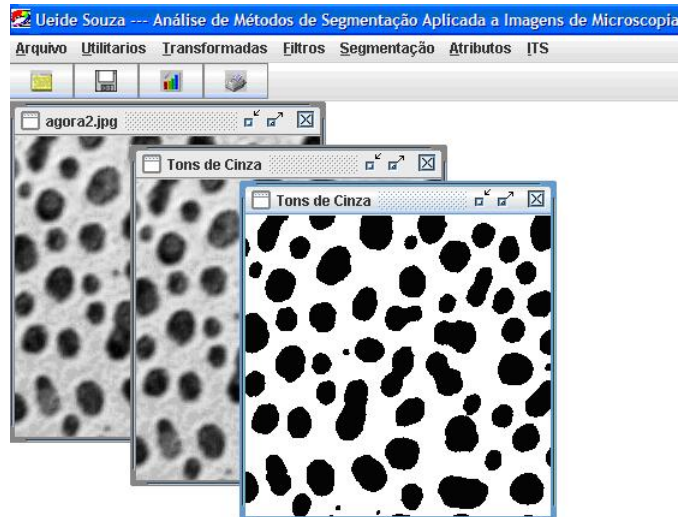 Ueide Souza --- Análise de Métodos de Segmentação Aplicada a Imagens de Microscopia
Arquivo Utilitarios Transformadas Filtros Segmentação Atributos ITS
agora2.jpg
Tons de Cinza
Tons de Cinza